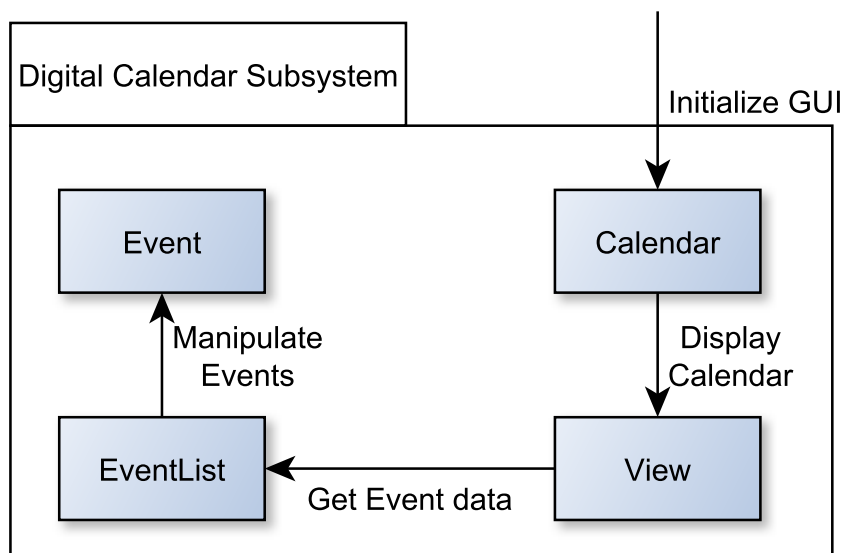 Digital Calendar Subsystem
Initialize GUI
Event
Calendar
Manipulate
Events
Display
Calendar
EventList
View
Get Event data